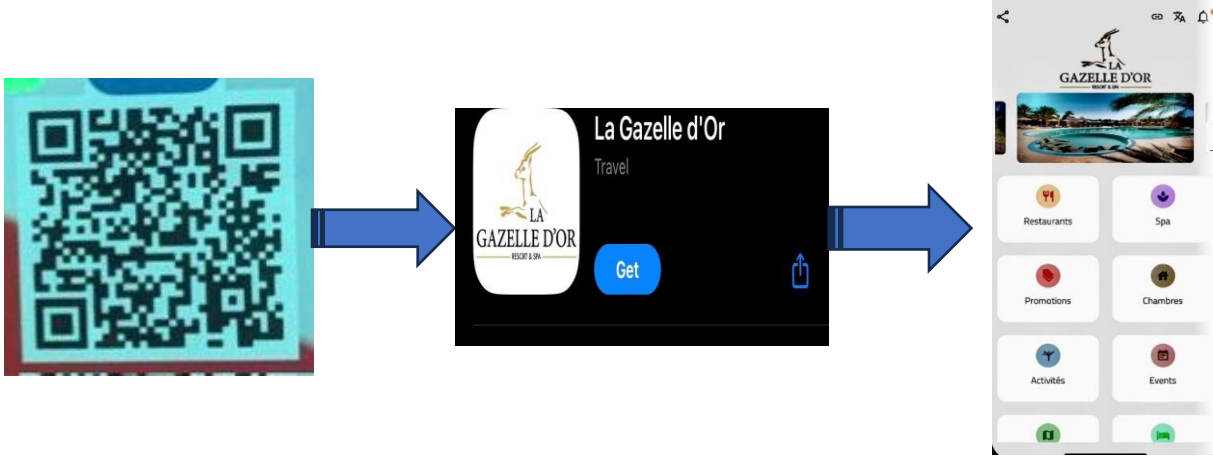 La Gazelle d'Or
Travel
LA
GAZELLE D'OR
RESORT & SPA
Get
LA
GAZELLE D'OR
RESORT & SPA
Restaurants
Spa
Promotions
Chambres
Activités
Events